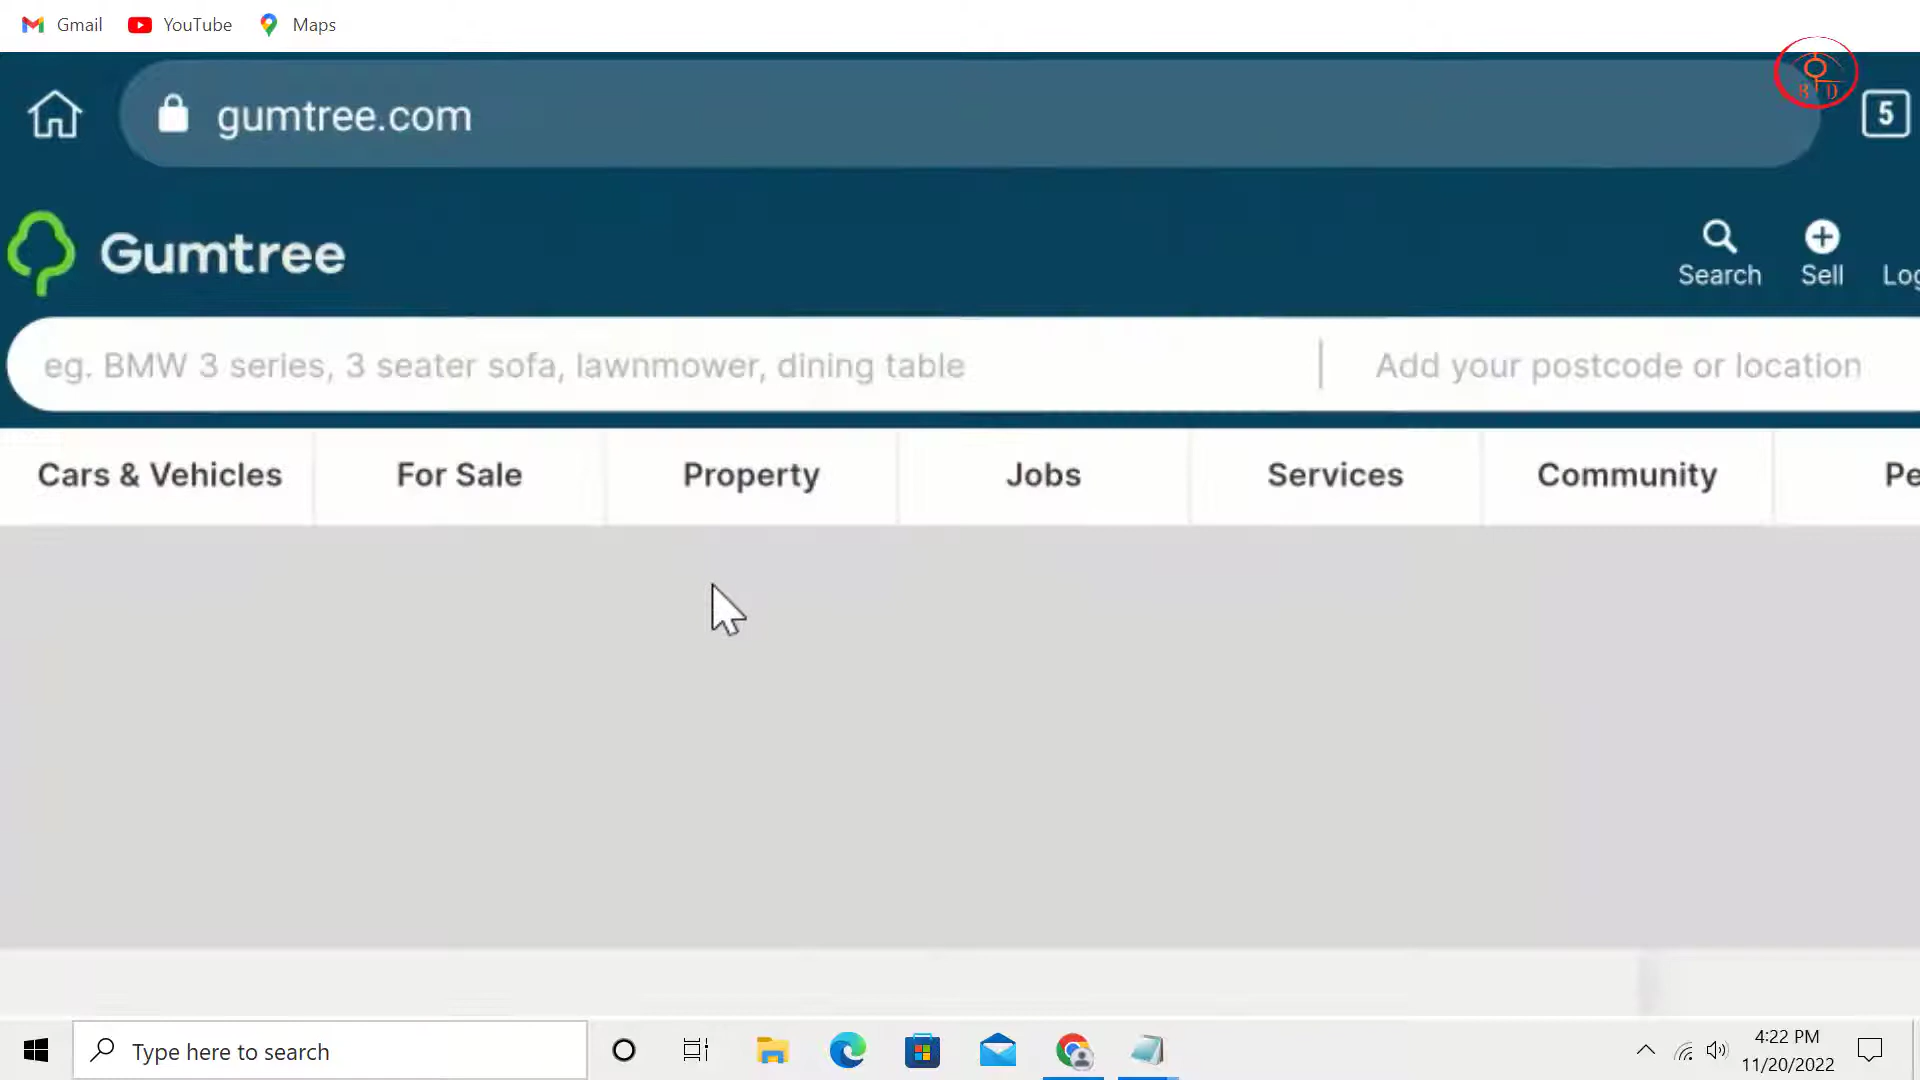 Gmail YouTube Maps
gumtree.com 5
B D
Gumtree
Search Sell Log
eg. BMW 3 series, 3 seater sofa, lawnmower, dining table Add your postcode or location
Cars & Vehicles For Sale Property Jobs Services Community Pe
Type here to search
4:22 PM
11/20/2022